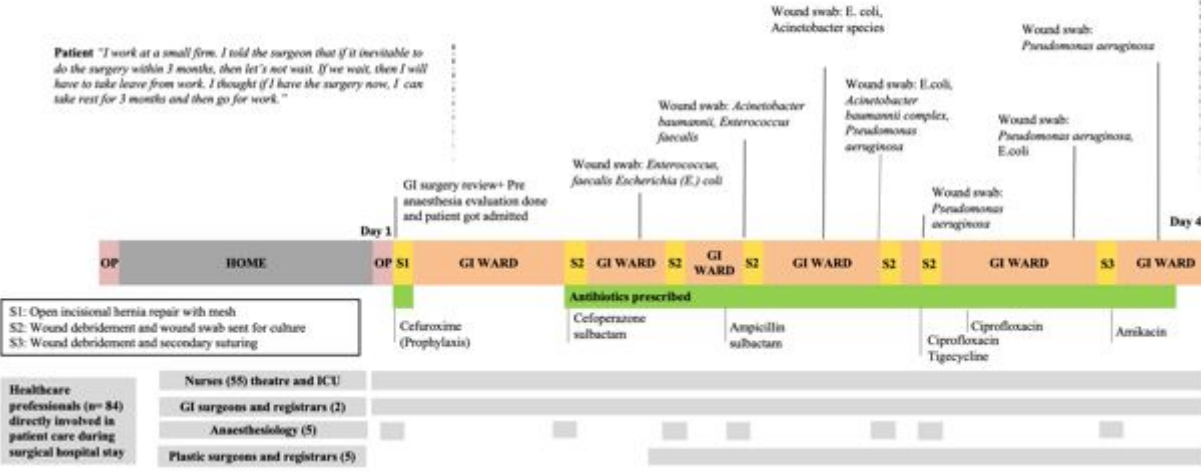 Wound swab: E. coli,
Acinetobacter species
Wound swab:
Pseudomonas aeruginosa
Patient "I work at a small firm. I told the surgeon that if it inevitable to
do the surgery within 3 months, then let's not wait. If we wait, then I will
have to take leave from work. I thought if I have the surgery now, I can
take rest for 3 months and then go for work."
Wound swab: E.coli,
Acinetobacter
baumannii complex,
Pseudomonas
aeruginosa
Wound swab: Acinetobacter
baumannii, Enterococcus
faecalis
Wound swab:
Pseudomonas aeruginosa,
E.coli
Wound swab: Enterococcus,
faecalis Escherichia (E.) coli
GI surgery review+ Pre
anaesthesia evaluation done
and patient got admitted
Wound swab:
Pseudomonas
aeruginosa
Day 1
Day 4
OP HOME OP S1 GI WARD S2 GI WARD S2 GI WARD S2 GI WARD S2 S2 GI WARD S3 GI WARD
Antibiotics prescribed
S1: Open incisional hernia repair with mesh
S2: Wound debridement and wound swab sent for culture
S3: Wound debridement and secondary suturing
Cefuroxime
(Prophylaxis)
Cefoperazone
sulbactam
Ampicillin
sulbactam
Ciprofloxacin
Tigecycline
Ciprofloxacin
Amikacin
Healthcare
professionals (n= 84)
directly involved in
patient care during
surgical hospital stay
Nurses (55) theatre and ICU
GI surgeons and registrars (2)
Anaesthesiology (5)
Plastic surgeons and registrars (5)